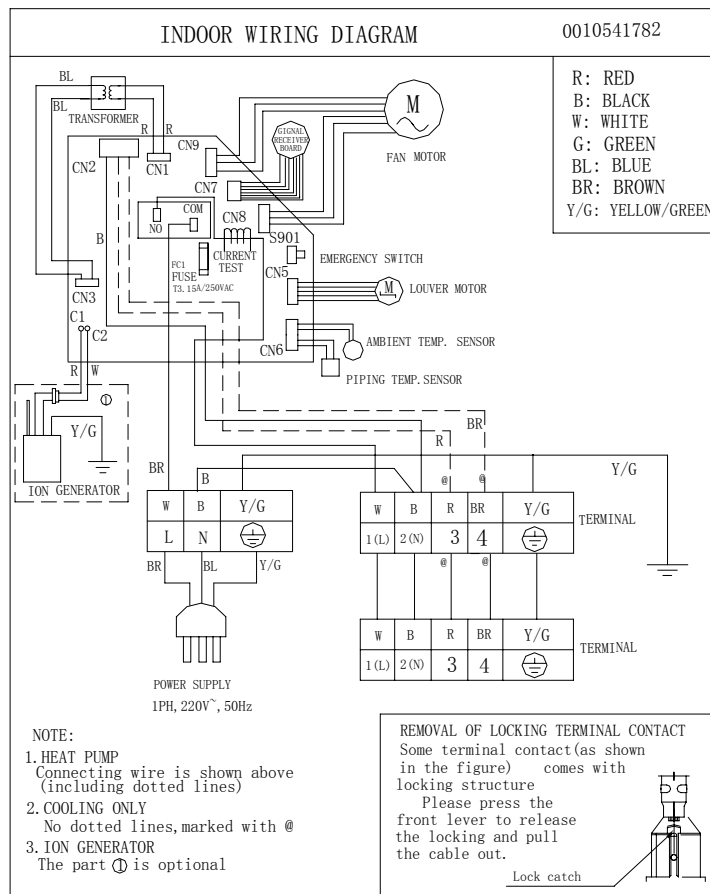 INDOOR WIRING DIAGRAM
0010541782
R: RED
B: BLACK
W: WHITE
G: GREEN
BL: BLUE
BR: BROWN
Y/G: YELLOW/GREEN
BL
BL
TRANSFORMER
R R
CN2
CN1
CN9
GIGNAL
RECEIVER
BOARD
M
FAN MOTOR
CN7
NO
COM
CN8
S901
B
FC1
FUSE
T3.15A/250VAC
CURRENT
TEST
EMERGENCY SWITCH
CN5
M
LOUVER MOTOR
CN3
C1
C2
CN6
AMBIENT TEMP. SENSOR
PIPING TEMP.SENSOR
R W
1
Y/G
ION GENERATOR
BR
B
R
BR
Y/G
@ @
W B Y/G
L N
W B R BR Y/G
1(L) 2(N) 3 4
TERMINAL
BR BL Y/G
@ @
W B R BR Y/G
1(L) 2(N) 3 4
TERMINAL
POWER SUPPLY
1PH,220V~,50Hz
NOTE:
1.HEAT PUMP
Connecting wire is shown above
(including dotted lines)
2.COOLING ONLY
No dotted lines,marked with @
3.ION GENERATOR
The part ① is optional
REMOVAL OF LOCKING TERMINAL CONTACT
Some terminal contact(as shown
in the figure) comes with
locking structure
Please press the
front lever to release
the locking and pull
the cable out.
Lock catch